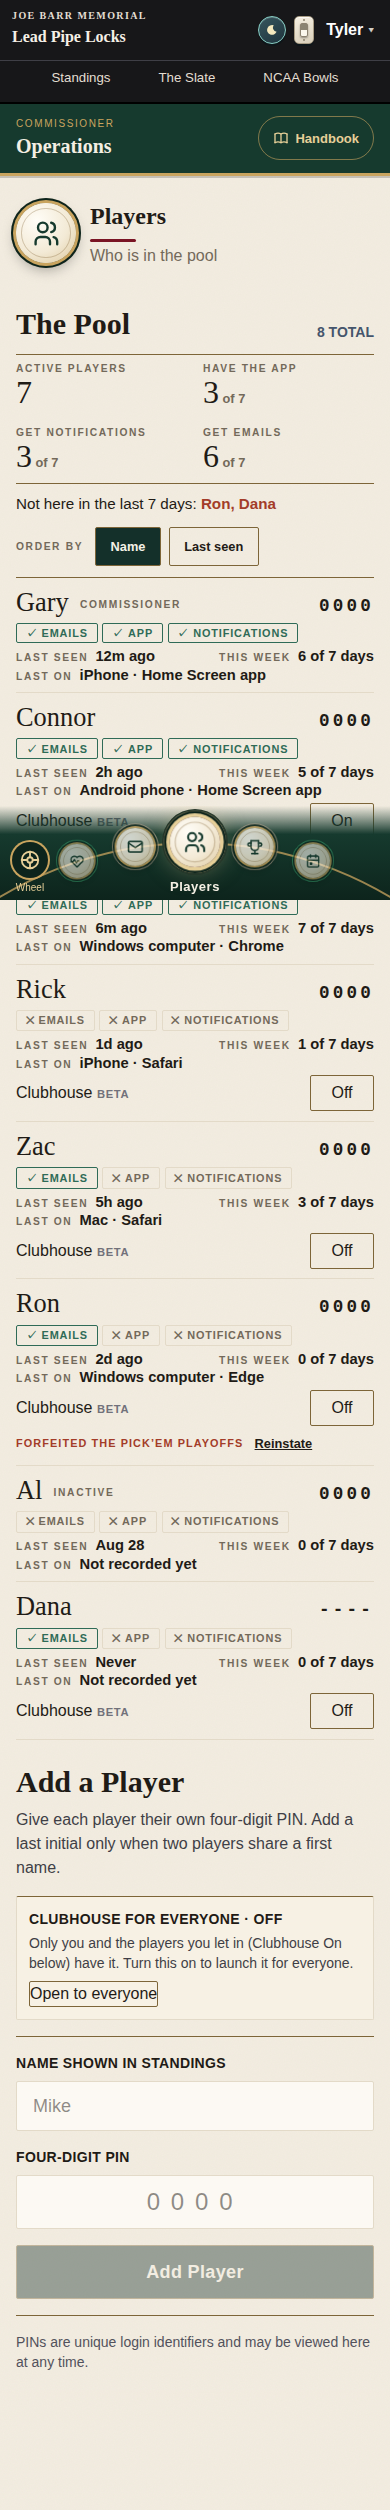 JOE BARR MEMORIAL
Lead Pipe Locks
Tyler
Standings The Slate NCAA Bowls
COMMISSIONER
Operations
Handbook
Players
Who is in the pool
The Pool 8 TOTAL
ACTIVE PLAYERS HAVE THE APP
7 3 of 7
GET NOTIFICATIONS GET EMAILS
3 of 7 6 of 7
Not here in the last 7 days: Ron, Dana
ORDER BY Name Last seen
Gary COMMISSIONER 0000
✓ EMAILS ✓ APP ✓ NOTIFICATIONS
LAST SEEN 12m ago THIS WEEK 6 of 7 days
LAST ON iPhone · Home Screen app
Connor 0000
✓ EMAILS ✓ APP ✓ NOTIFICATIONS
LAST SEEN 2h ago THIS WEEK 5 of 7 days
LAST ON Android phone · Home Screen app
Clubhouse BETA On
Wheel Players
✓ EMAILS ✓ APP ✓ NOTIFICATIONS
LAST SEEN 6m ago THIS WEEK 7 of 7 days
LAST ON Windows computer · Chrome
Rick 0000
✕ EMAILS ✕ APP ✕ NOTIFICATIONS
LAST SEEN 1d ago THIS WEEK 1 of 7 days
LAST ON iPhone · Safari
Clubhouse BETA Off
Zac 0000
✓ EMAILS ✕ APP ✕ NOTIFICATIONS
LAST SEEN 5h ago THIS WEEK 3 of 7 days
LAST ON Mac · Safari
Clubhouse BETA Off
Ron 0000
✓ EMAILS ✕ APP ✕ NOTIFICATIONS
LAST SEEN 2d ago THIS WEEK 0 of 7 days
LAST ON Windows computer · Edge
Clubhouse BETA Off
FORFEITED THE PICK'EM PLAYOFFS Reinstate
Al INACTIVE 0000
✕ EMAILS ✕ APP ✕ NOTIFICATIONS
LAST SEEN Aug 28 THIS WEEK 0 of 7 days
LAST ON Not recorded yet
Dana ----
✓ EMAILS ✕ APP ✕ NOTIFICATIONS
LAST SEEN Never THIS WEEK 0 of 7 days
LAST ON Not recorded yet
Clubhouse BETA Off
Add a Player
Give each player their own four-digit PIN. Add a
last initial only when two players share a first
name.
CLUBHOUSE FOR EVERYONE · OFF
Only you and the players you let in (Clubhouse On
below) have it. Turn this on to launch it for everyone.
Open to everyone
NAME SHOWN IN STANDINGS
Mike
FOUR-DIGIT PIN
0000
Add Player
PINs are unique login identifiers and may be viewed here
at any time.